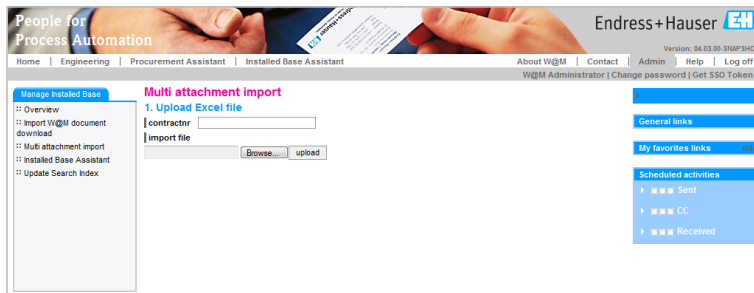 People for
Process Automation
Endress+Hauser EH
Version: 04.03.00-SNAPSHO
Home | Engineering | Procurement Assistant | Installed Base Assistant
About W@M | Contact | Admin | Help | Log off
W@M Administrator | Change password | Get SSO Token
Manage Installed Base
Overview
Import W@M document
download
Multi attachment import
Installed Base Assistant
Update Search Index
Multi attachment import
1. Upload Excel file
contractnr
import file
Browse... upload
General links
My favorites links
Scheduled activities
Sent
CC
Received